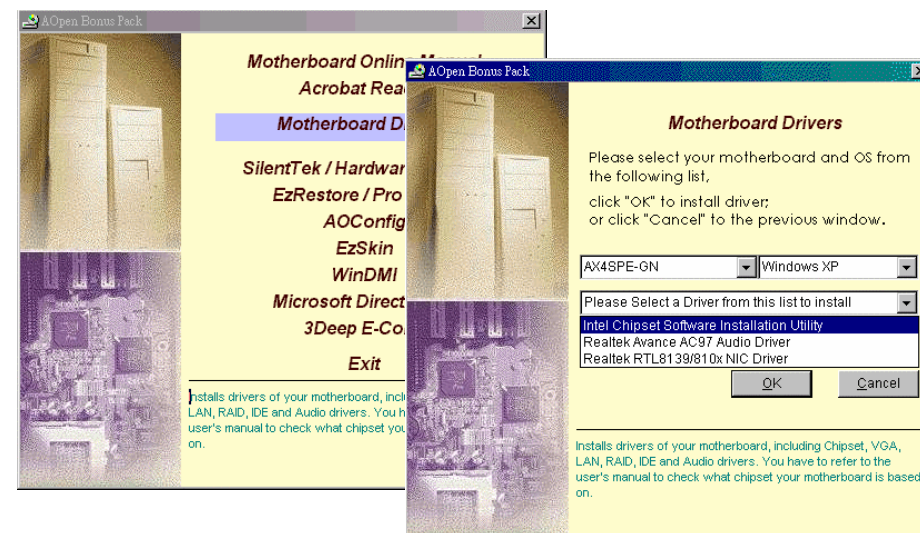 AOpen Bonus Pack
Motherboard Online Manual
Acrobat Rea
Motherboard D
SilentTek / Hardwar
EzRestore / Pro
AOConfig
EzSkin
WinDMI
Microsoft Direct
3Deep E-Co
Exit
Installs drivers of your motherboard, inclu
LAN, RAID, IDE and Audio drivers. You h
user's manual to check what chipset you
on.
AOpen Bonus Pack
Motherboard Drivers
Please select your motherboard and OS from
the following list,
click "OK" to install driver;
or click "Cancel" to the previous window.
AX4SPE-GN
Windows XP
Please Select a Driver from this list to install
Intel Chipset Software Installation Utility
Realtek Avance AC97 Audio Driver
Realtek RTL8139/810x NIC Driver
OK
Cancel
Installs drivers of your motherboard, including Chipset, VGA,
LAN, RAID, IDE and Audio drivers. You have to refer to the
user's manual to check what chipset your motherboard is based
on.